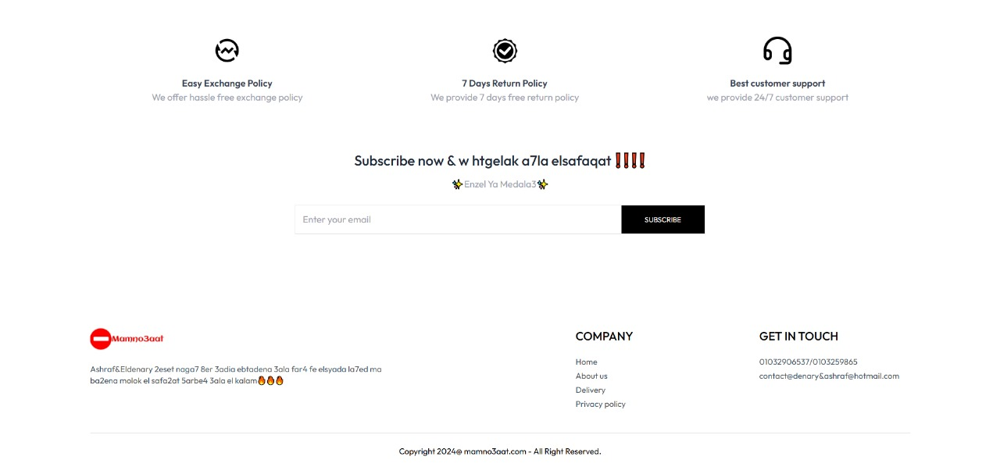 Easy Exchange Policy
We offer hassle free exchange policy
7 Days Return Policy
We provide 7 days free return policy
Best customer support
we provide 24/7 customer support
Subscribe now & w htgelak a7la elsafaqat ❗❗❗❗
✨Enzel Ya Medala3✨
Enter your email
SUBSCRIBE
Mamno3aat
Ashraf&Eldenary 2eset naga7 8er 3adia ebtadena 3ala far4 fe elsyada la7ed ma
ba2ena molok el safa2at 5arbe4 3ala el kalam🔥🔥🔥
COMPANY
Home
About us
Delivery
Privacy policy
GET IN TOUCH
01032906537/0103259865
contact@denary&ashraf@hotmail.com
Copyright 2024@ mamno3aat.com - All Right Reserved.